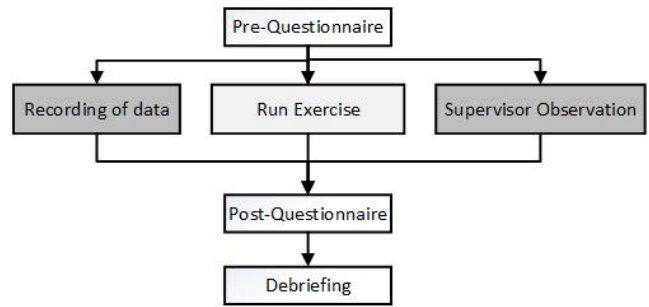 Pre-Questionnaire
Recording of data
Run Exercise
Supervisor Observation
Post-Questionnaire
Debriefing